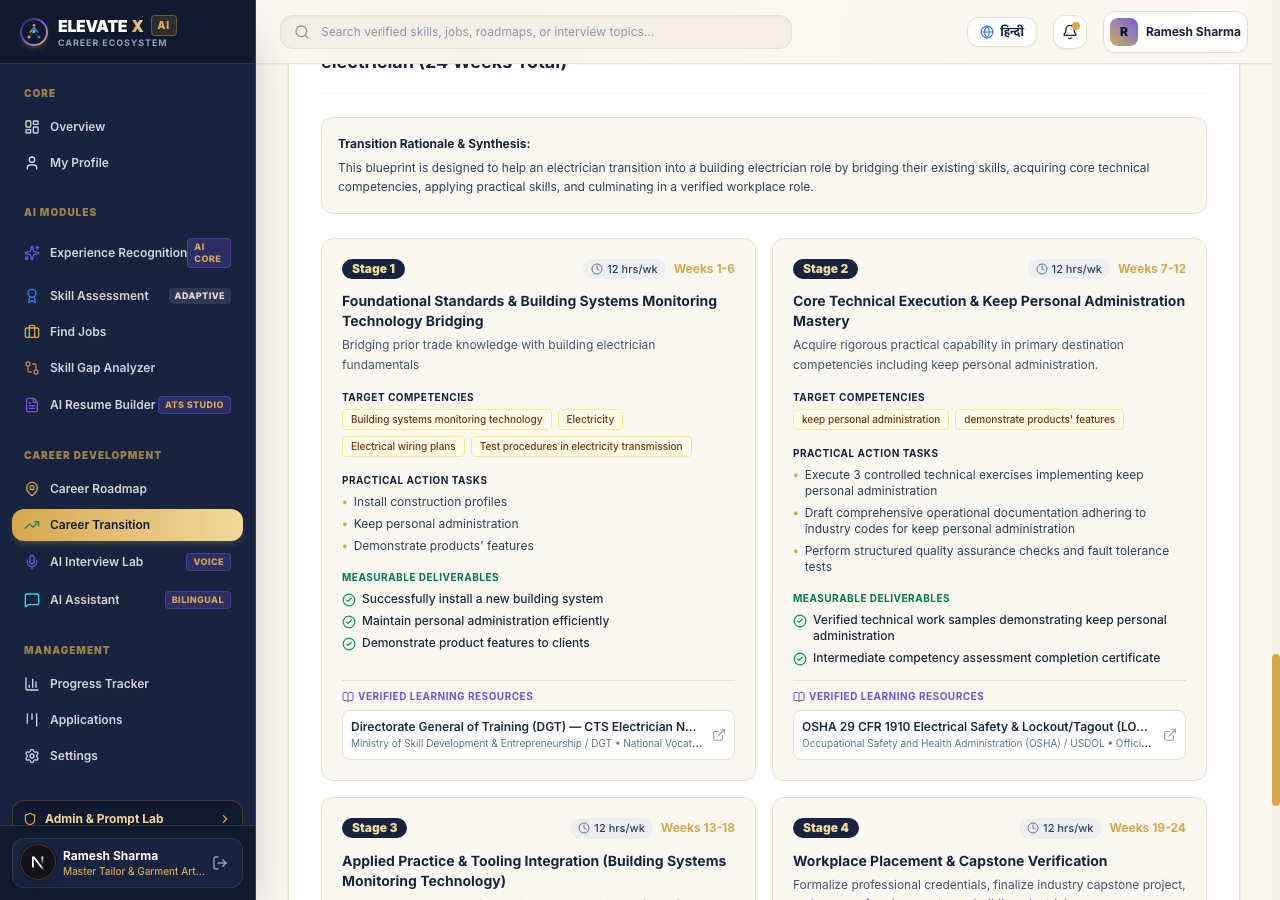 ELEVATE X AI
CAREER ECOSYSTEM
Search verified skills, jobs, roadmaps, or interview topics...
हिन्दी
R
Ramesh Sharma
CORE
Overview
My Profile
AI MODULES
Experience Recognition
AI CORE
Skill Assessment
ADAPTIVE
Find Jobs
Skill Gap Analyzer
AI Resume Builder
ATS STUDIO
CAREER DEVELOPMENT
Career Roadmap
Career Transition
AI Interview Lab
VOICE
AI Assistant
BILINGUAL
MANAGEMENT
Progress Tracker
Applications
Settings
Admin & Prompt Lab
N
Ramesh Sharma
Master Tailor & Garment Art...
electrician (24 Weeks Total)
Transition Rationale & Synthesis:
This blueprint is designed to help an electrician transition into a building electrician role by bridging their existing skills, acquiring core technical
competencies, applying practical skills, and culminating in a verified workplace role.
Stage 1
12 hrs/wk
Weeks 1-6
Foundational Standards & Building Systems Monitoring
Technology Bridging
Bridging prior trade knowledge with building electrician
fundamentals
TARGET COMPETENCIES
Building systems monitoring technology
Electricity
Electrical wiring plans
Test procedures in electricity transmission
PRACTICAL ACTION TASKS
• Install construction profiles
• Keep personal administration
• Demonstrate products' features
MEASURABLE DELIVERABLES
Successfully install a new building system
Maintain personal administration efficiently
Demonstrate product features to clients
VERIFIED LEARNING RESOURCES
Directorate General of Training (DGT) — CTS Electrician N...
Ministry of Skill Development & Entrepreneurship / DGT • National Vocat...
Stage 2
12 hrs/wk
Weeks 7-12
Core Technical Execution & Keep Personal Administration
Mastery
Acquire rigorous practical capability in primary destination
competencies including keep personal administration.
TARGET COMPETENCIES
keep personal administration
demonstrate products' features
PRACTICAL ACTION TASKS
• Execute 3 controlled technical exercises implementing keep
personal administration
• Draft comprehensive operational documentation adhering to
industry codes for keep personal administration
• Perform structured quality assurance checks and fault tolerance
tests
MEASURABLE DELIVERABLES
Verified technical work samples demonstrating keep personal
administration
Intermediate competency assessment completion certificate
VERIFIED LEARNING RESOURCES
OSHA 29 CFR 1910 Electrical Safety & Lockout/Tagout (LO...
Occupational Safety and Health Administration (OSHA) / USDOL • Offici...
Stage 3
12 hrs/wk
Weeks 13-18
Applied Practice & Tooling Integration (Building Systems
Monitoring Technology)
Stage 4
12 hrs/wk
Weeks 19-24
Workplace Placement & Capstone Verification
Formalize professional credentials, finalize industry capstone project,